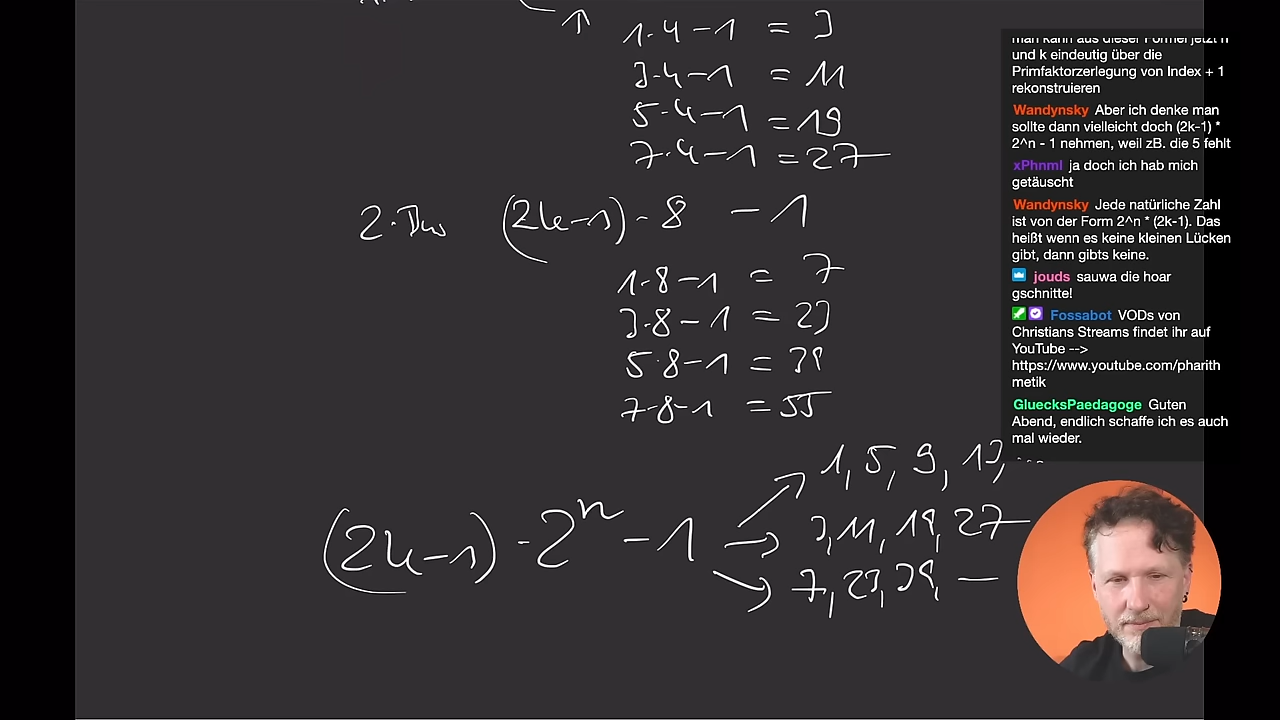 1·4-1 = 3
3·4-1 = 11
5·4-1 = 19
7·4-1 = 27
2. (2k-1) · 8 - 1
1·8-1 = 7
3·8-1 = 23
5·8-1 = 39
7·8-1 = 55
1, 5, 9, 13, ...
(2k-1) · 2^n - 1 → 3, 11, 19, 27
7, 23, 39, —
man kann aus dieser Formel jetzt n
und k eindeutig über die
Primfaktorzerlegung von Index + 1
rekonstruieren
Wandynsky Aber ich denke man
sollte dann vielleicht doch (2k-1) *
2^n - 1 nehmen, weil zB. die 5 fehlt
xPhnml ja doch ich hab mich
getäuscht
Wandynsky Jede natürliche Zahl
ist von der Form 2^n * (2k-1). Das
heißt wenn es keine kleinen Lücken
gibt, dann gibts keine.
jouds sauwa die hoar
gschnitte!
Fossabot VODs von
Christians Streams findet ihr auf
YouTube -->
https://www.youtube.com/pharith
metik
GluecksPaedagoge Guten
Abend, endlich schaffe ich es auch
mal wieder.